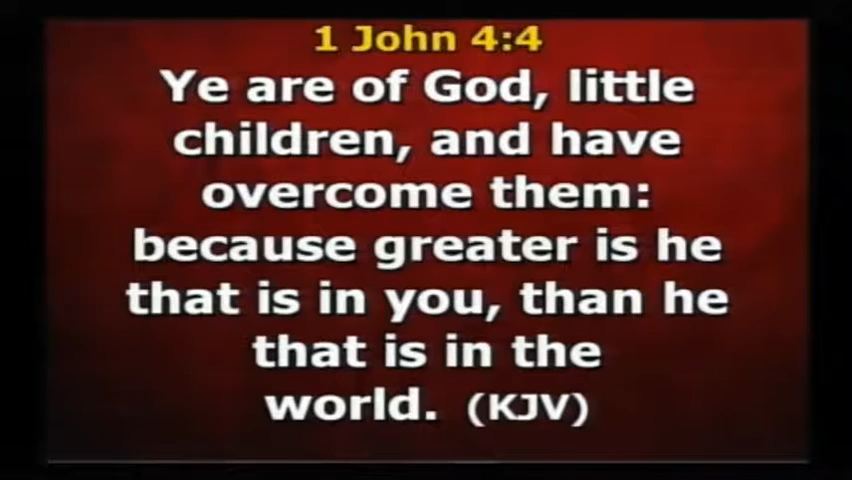 1 John 4:4
Ye are of God, little
children, and have
overcome them:
because greater is he
that is in you, than he
that is in the
world. (KJV)